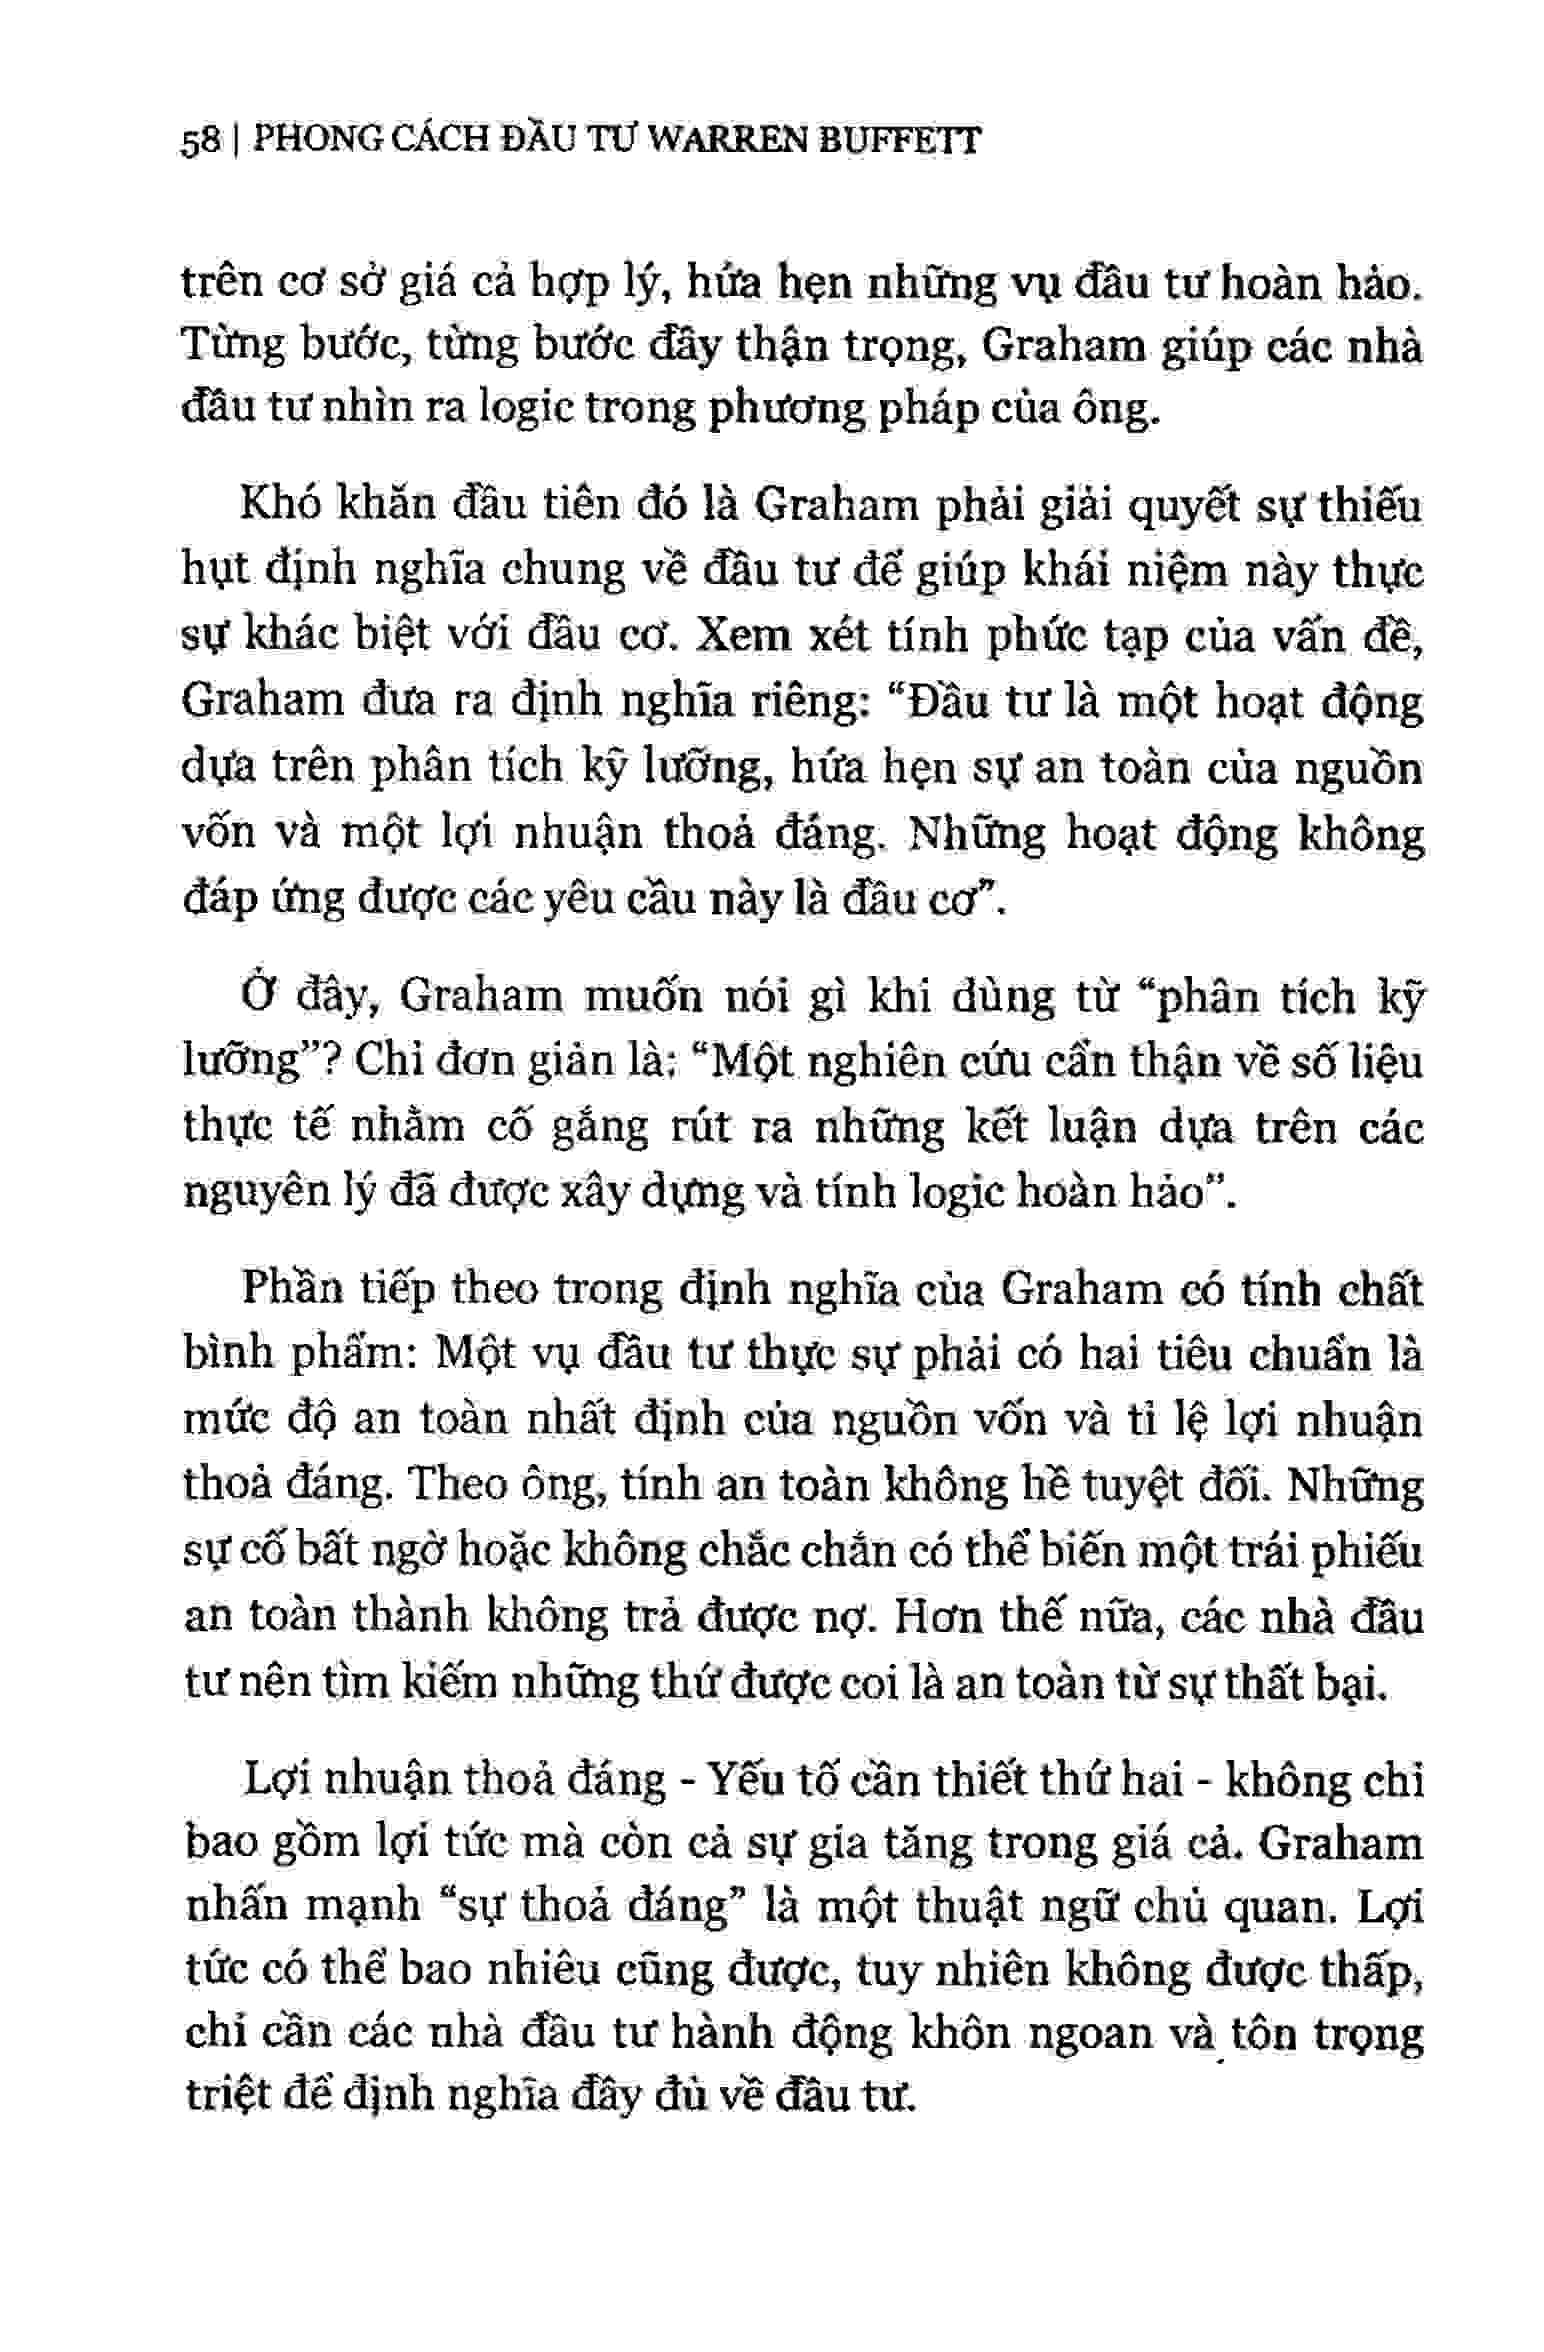 58 | PHONG CÁCH ĐẦU TƯ WARREN BUFFETT
trên cơ sở giá cả hợp lý, hứa hẹn những vụ đầu tư hoàn hảo.
Từng bước, từng bước đầy thận trọng, Graham giúp các nhà
đầu tư nhìn ra logic trong phương pháp của ông.
Khó khăn đầu tiên đó là Graham phải giải quyết sự thiếu
hụt định nghĩa chung về đầu tư để giúp khái niệm này thực
sự khác biệt với đầu cơ. Xem xét tính phức tạp của vấn đề,
Graham đưa ra định nghĩa riêng: “Đầu tư là một hoạt động
dựa trên phân tích kỹ lưỡng, hứa hẹn sự an toàn của nguồn
vốn và một lợi nhuận thoả đáng. Những hoạt động không
đáp ứng được các yêu cầu này là đầu cơ”.
Ở đây, Graham muốn nói gì khi dùng từ “phân tích kỹ
lưỡng”? Chỉ đơn giản là: “Một nghiên cứu cẩn thận về số liệu
thực tế nhằm cố gắng rút ra những kết luận dựa trên các
nguyên lý đã được xây dựng và tính logic hoàn hảo”.
Phần tiếp theo trong định nghĩa của Graham có tính chất
bình phẩm: Một vụ đầu tư thực sự phải có hai tiêu chuẩn là
mức độ an toàn nhất định của nguồn vốn và tỉ lệ lợi nhuận
thoả đáng. Theo ông, tính an toàn không hề tuyệt đối. Những
sự cố bất ngờ hoặc không chắc chắn có thể biến một trái phiếu
an toàn thành không trả được nợ. Hơn thế nữa, các nhà đầu
tư nên tìm kiếm những thứ được coi là an toàn từ sự thất bại.
Lợi nhuận thoả đáng - Yếu tố cần thiết thứ hai - không chỉ
bao gồm lợi tức mà còn cả sự gia tăng trong giá cả. Graham
nhấn mạnh “sự thoả đáng” là một thuật ngữ chủ quan. Lợi
tức có thể bao nhiêu cũng được, tuy nhiên không được thấp,
chỉ cần các nhà đầu tư hành động khôn ngoan và tôn trọng
triệt để định nghĩa đầy đủ về đầu tư.